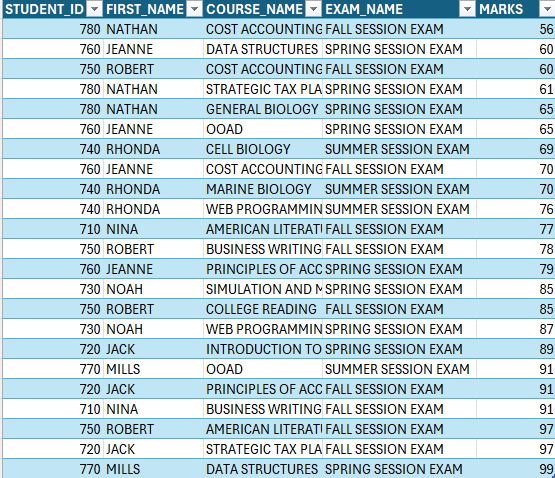 STUDENT_ID FIRST_NAME COURSE_NAME EXAM_NAME MARKS
780 NATHAN COST ACCOUNTING FALL SESSION EXAM 56
760 JEANNE DATA STRUCTURES SPRING SESSION EXAM 60
750 ROBERT COST ACCOUNTING FALL SESSION EXAM 60
780 NATHAN STRATEGIC TAX PLA SPRING SESSION EXAM 61
780 NATHAN GENERAL BIOLOGY SPRING SESSION EXAM 65
760 JEANNE OOAD SPRING SESSION EXAM 65
740 RHONDA CELL BIOLOGY SUMMER SESSION EXAM 69
760 JEANNE COST ACCOUNTING FALL SESSION EXAM 70
740 RHONDA MARINE BIOLOGY SUMMER SESSION EXAM 70
740 RHONDA WEB PROGRAMMIN SUMMER SESSION EXAM 76
710 NINA AMERICAN LITERAT FALL SESSION EXAM 77
750 ROBERT BUSINESS WRITING FALL SESSION EXAM 78
760 JEANNE PRINCIPLES OF ACC SPRING SESSION EXAM 79
730 NOAH SIMULATION AND M SPRING SESSION EXAM 85
750 ROBERT COLLEGE READING FALL SESSION EXAM 85
730 NOAH WEB PROGRAMMIN SPRING SESSION EXAM 87
720 JACK INTRODUCTION TO SPRING SESSION EXAM 89
770 MILLS OOAD SUMMER SESSION EXAM 91
720 JACK PRINCIPLES OF ACC FALL SESSION EXAM 91
710 NINA BUSINESS WRITING FALL SESSION EXAM 91
750 ROBERT AMERICAN LITERAT FALL SESSION EXAM 97
720 JACK STRATEGIC TAX PLA FALL SESSION EXAM 97
770 MILLS DATA STRUCTURES SPRING SESSION EXAM 99